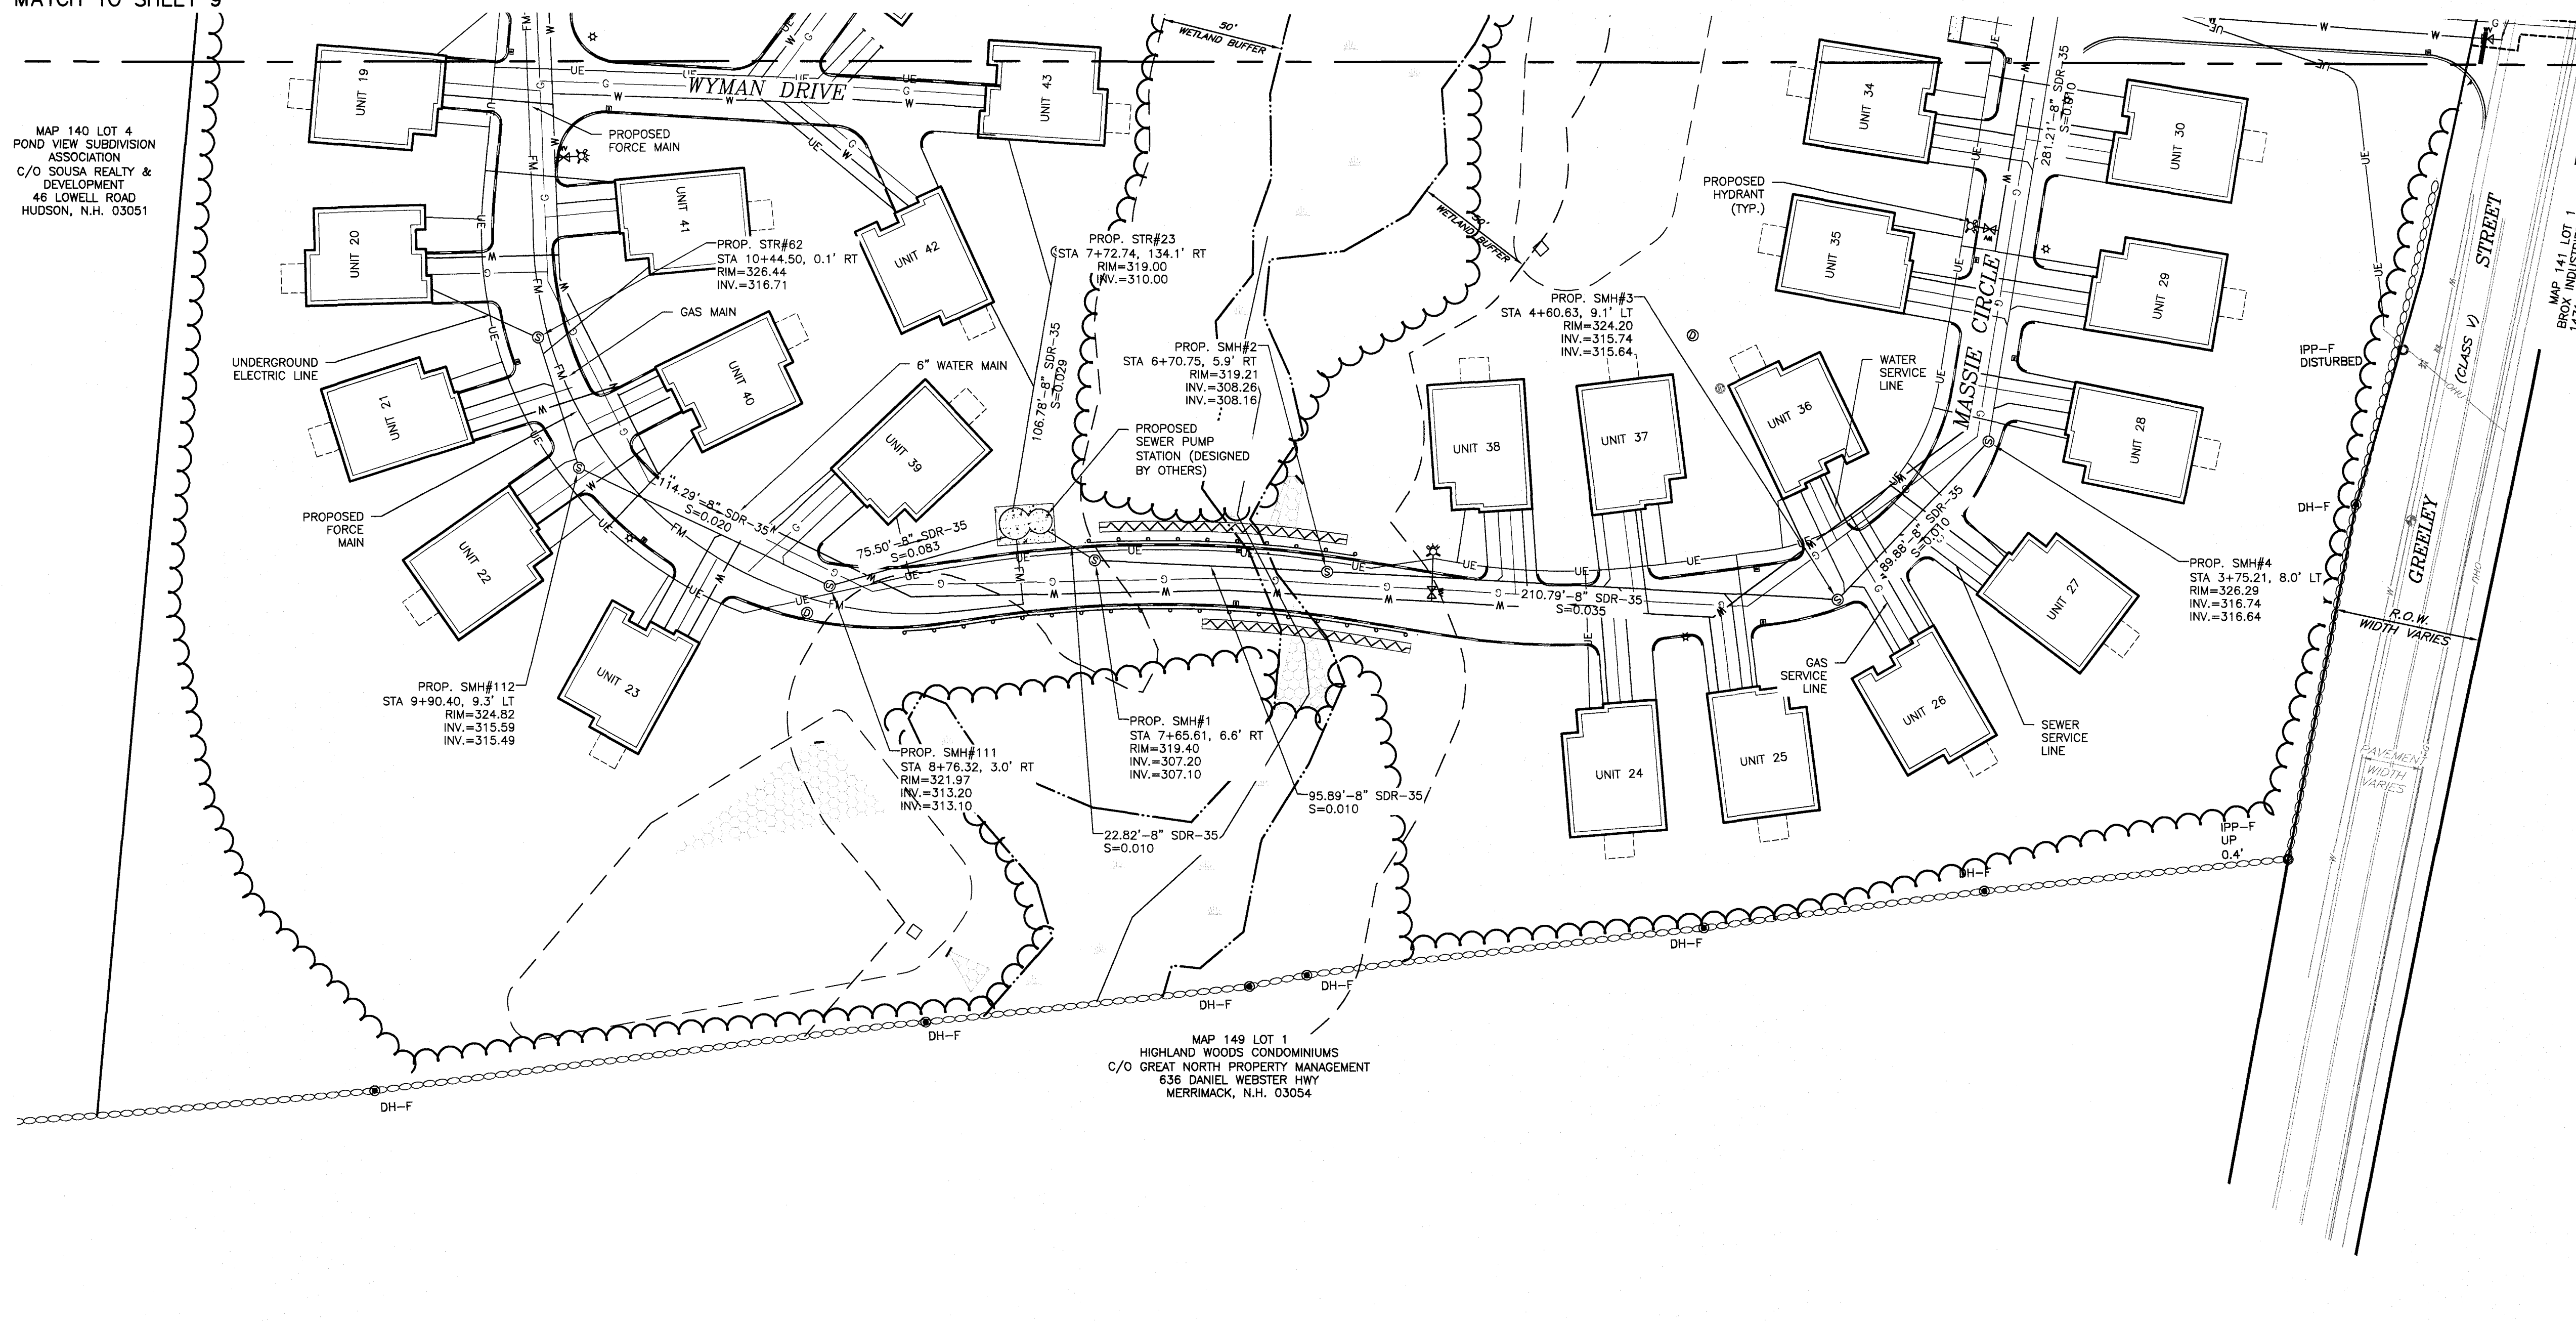 MATCH TO SHEET 9
MAP 140 LOT 4
POND VIEW SUBDIVISION
ASSOCIATION
C/O SOUSA REALTY &
DEVELOPMENT
46 LOWELL ROAD
HUDSON, N.H. 03051
UNIT 19
WYMAN DRIVE
PROPOSED
FORCE MAIN
UNIT 43
50'
WETLAND BUFFER
UNIT 20
UNIT 41
UNIT 42
PROP. STR#62
STA 10+44.50, 0.1' RT
RIM=326.44
INV.=316.71
GAS MAIN
UNDERGROUND
ELECTRIC LINE
UNIT 21
UNIT 40
6" WATER MAIN
UNIT 39
PROPOSED
FORCE
MAIN
UNIT 22
114.29'-8" SDR-35
S=0.020
75.50'-8" SDR-35
S=0.083
106.78'-8" SDR-35
S=0.029
PROP. STR#23
STA 7+72.74, 134.1' RT
RIM=319.00
INV.=310.00
PROP. SMH#2
STA 6+70.75, 5.9' RT
RIM=319.21
INV.=308.26
INV.=308.16
PROPOSED
SEWER PUMP
STATION (DESIGNED
BY OTHERS)
50'
WETLAND BUFFER
PROP. SMH#3
STA 4+60.63, 9.1' LT
RIM=324.20
INV.=315.74
INV.=315.64
PROPOSED
HYDRANT
(TYP.)
UNIT 34
UNIT 30
281.21'-8" SDR-35
S=0.010
UNIT 35
UNIT 29
MASSIE CIRCLE
WATER
SERVICE
LINE
UNIT 38
UNIT 37
UNIT 36
UNIT 28
89.88'-8" SDR-35
S=0.010
UNIT 27
210.79'-8" SDR-35
S=0.035
PROP. SMH#4
STA 3+75.21, 8.0' LT
RIM=326.29
INV.=316.74
INV.=316.64
IPP-F
DISTURBED
DH-F
GREELEY STREET
(CLASS V)
OHU
OHU
R.O.W.
WIDTH VARIES
PAVEMENT
WIDTH
VARIES
MAP 141 LOT 1
UNIT 23
PROP. SMH#112
STA 9+90.40, 9.3' LT
RIM=324.82
INV.=315.59
INV.=315.49
PROP. SMH#111
STA 8+76.32, 3.0' RT
RIM=321.97
INV.=313.20
INV.=313.10
PROP. SMH#1
STA 7+65.61, 6.6' RT
RIM=319.40
INV.=307.20
INV.=307.10
95.89'-8" SDR-35
S=0.010
22.82'-8" SDR-35
S=0.010
UNIT 24
UNIT 25
UNIT 26
GAS
SERVICE
LINE
SEWER
SERVICE
LINE
IPP-F
UP
0.4'
DH-F
DH-F
DH-F
DH-F
DH-F
DH-F
MAP 149 LOT 1
HIGHLAND WOODS CONDOMINIUMS
C/O GREAT NORTH PROPERTY MANAGEMENT
636 DANIEL WEBSTER HWY
MERRIMACK, N.H. 03054